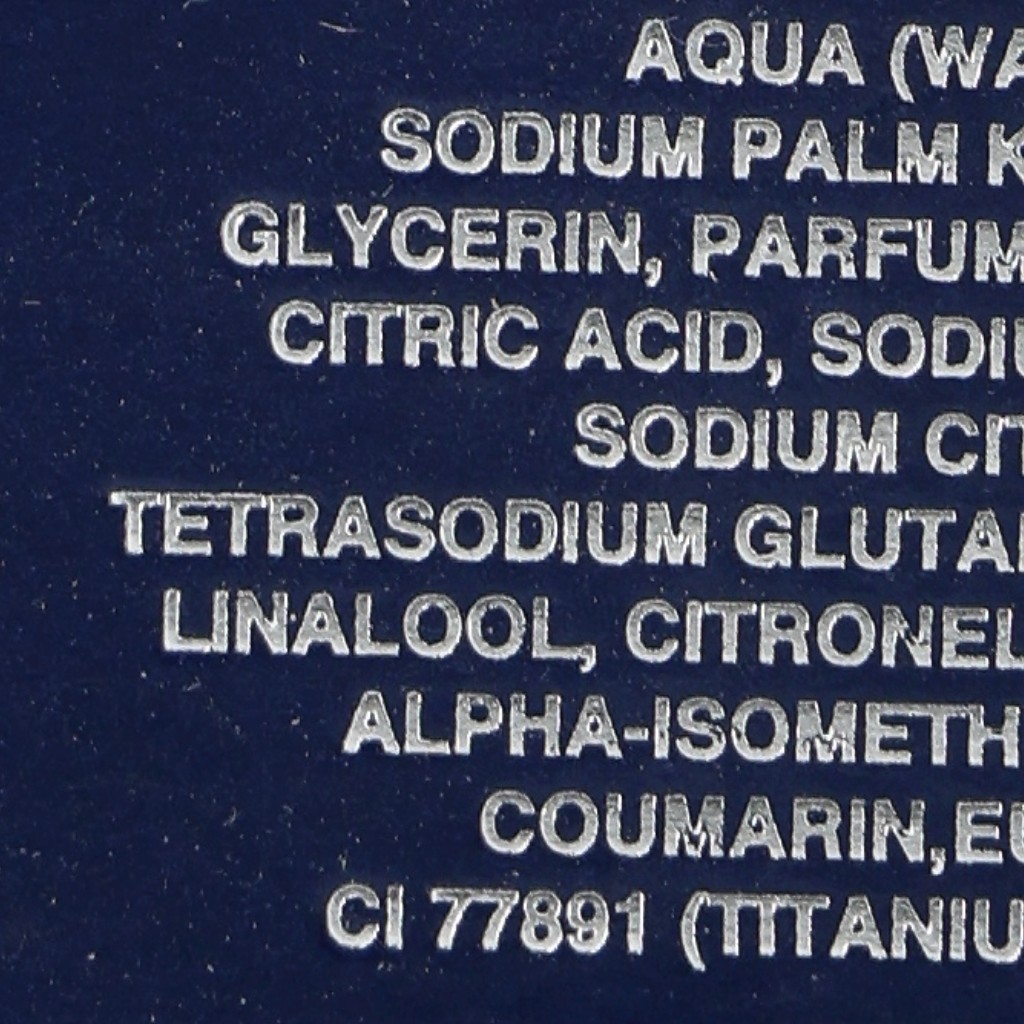 AQUA (WA
SODIUM PALM K
GLYCERIN, PARFUM
CITRIC ACID, SODIU
SODIUM CIT
TETRASODIUM GLUTA
LINALOOL, CITRONEL
ALPHA-ISOMETH
COUMARIN,EU
CI 77891 (TITANIU